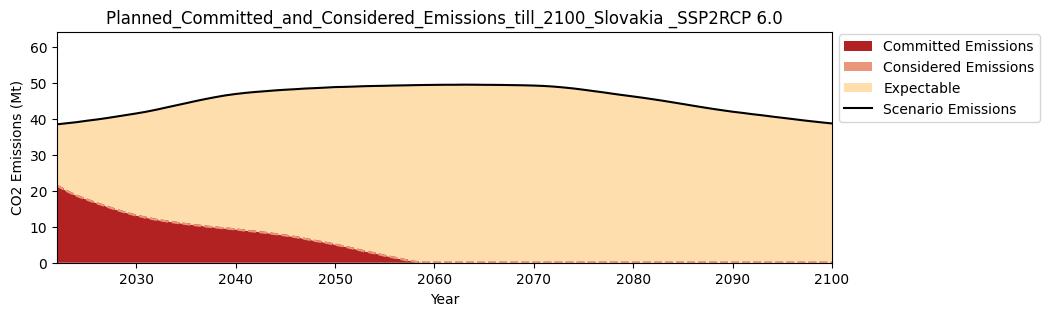 Planned_Committed_and_Considered_Emissions_till_2100_Slovakia _SSP2RCP 6.0
60
50
40
30
20
10
0
CO2 Emissions (Mt)
2030 2040 2050 2060 2070 2080 2090 2100
Year
Committed Emissions
Considered Emissions
Expectable
Scenario Emissions